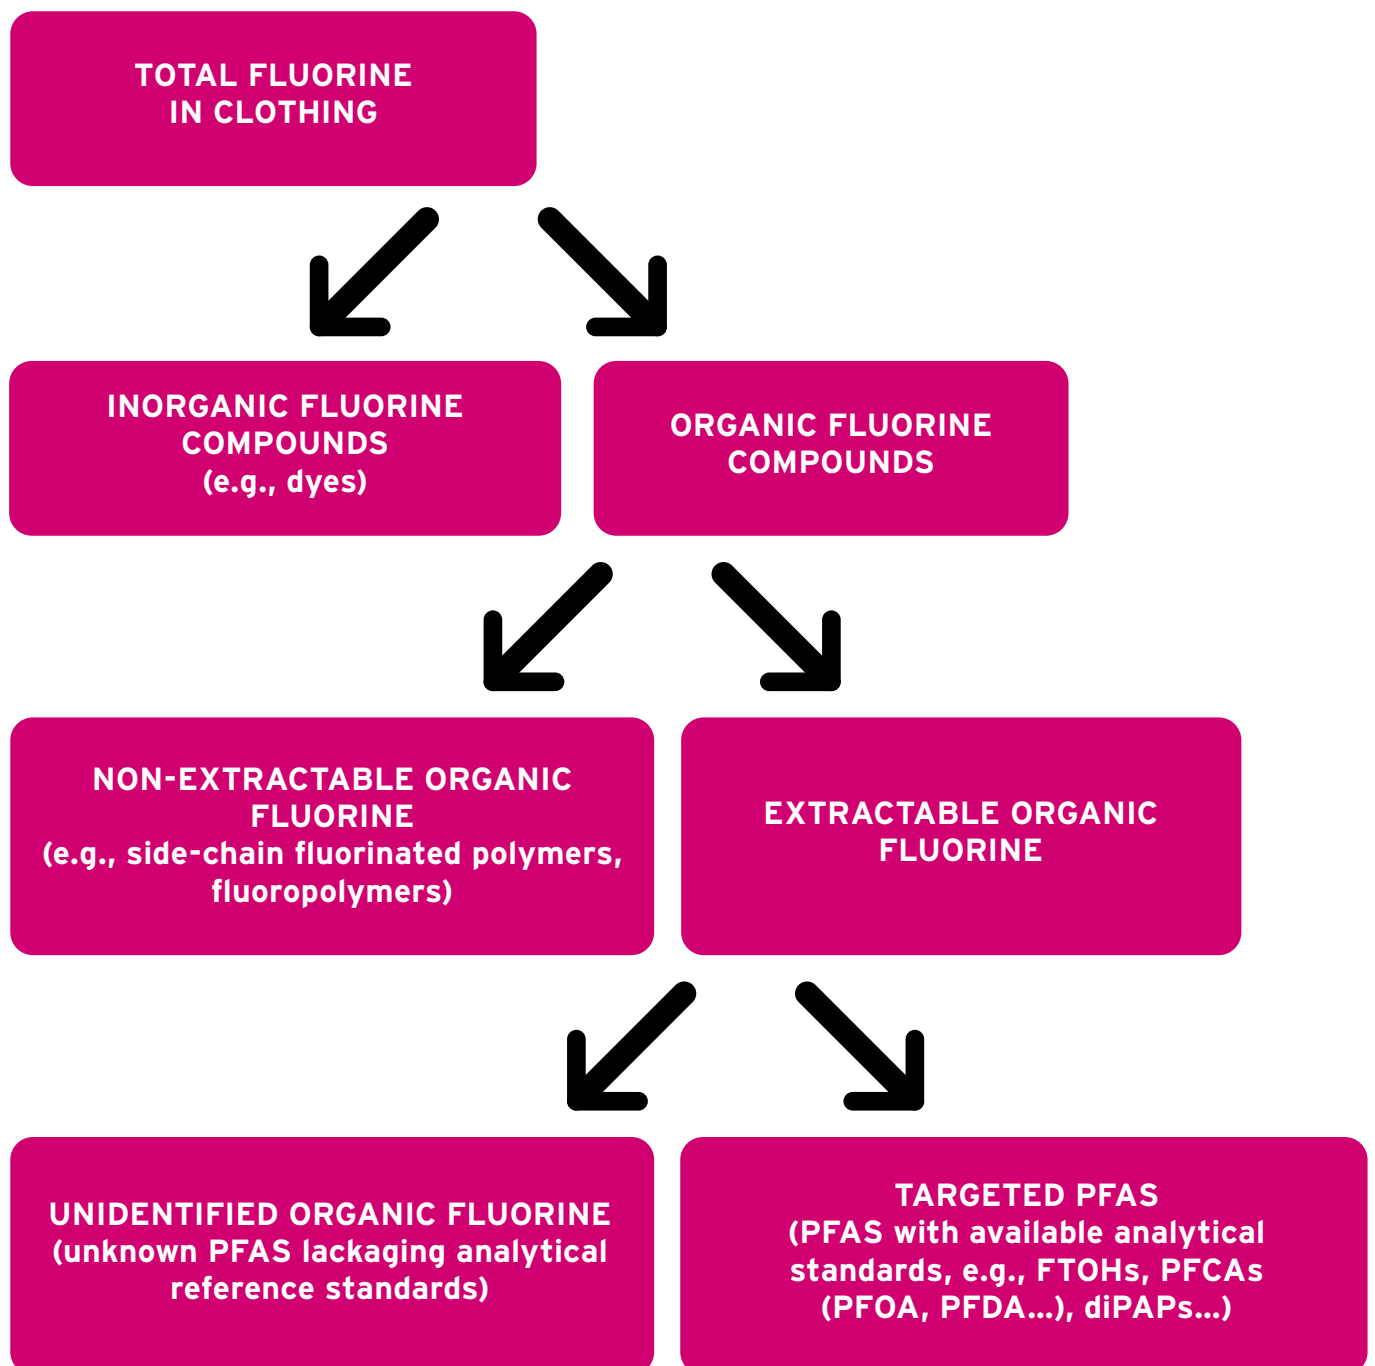 TOTAL FLUORINE
IN CLOTHING
INORGANIC FLUORINE
COMPOUNDS
(e.g., dyes)
ORGANIC FLUORINE
COMPOUNDS
NON-EXTRACTABLE ORGANIC
FLUORINE
(e.g., side-chain fluorinated polymers,
fluoropolymers)
EXTRACTABLE ORGANIC
FLUORINE
UNIDENTIFIED ORGANIC FLUORINE
(unknown PFAS lackaging analytical
reference standards)
TARGETED PFAS
(PFAS with available analytical
standards, e.g., FTOHs, PFCAs
(PFOA, PFDA...), diPAPs...)